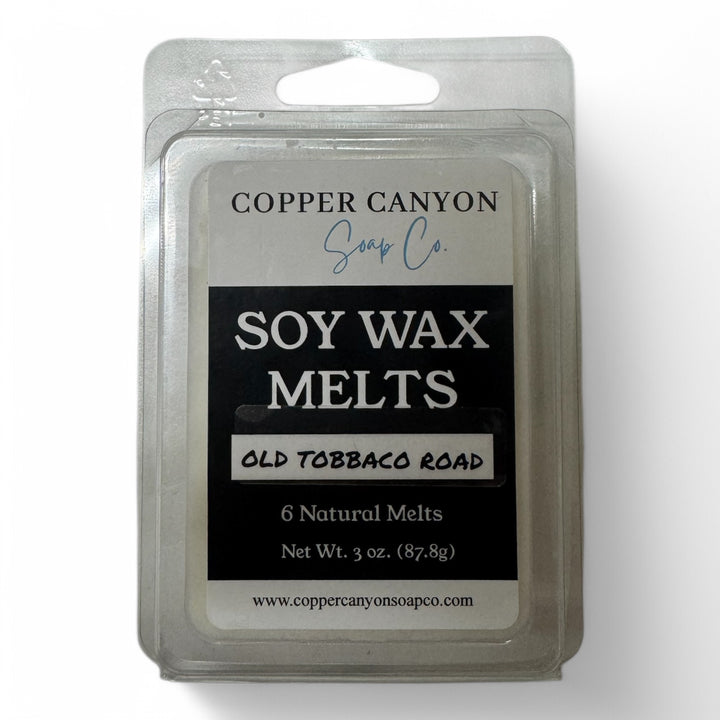 COPPER CANYON
Soap Co.
SOY WAX
MELTS
OLD TOBBACO ROAD
6 Natural Melts
Net Wt. 3 oz. (87.8g)
www.coppercanyonsoapco.com